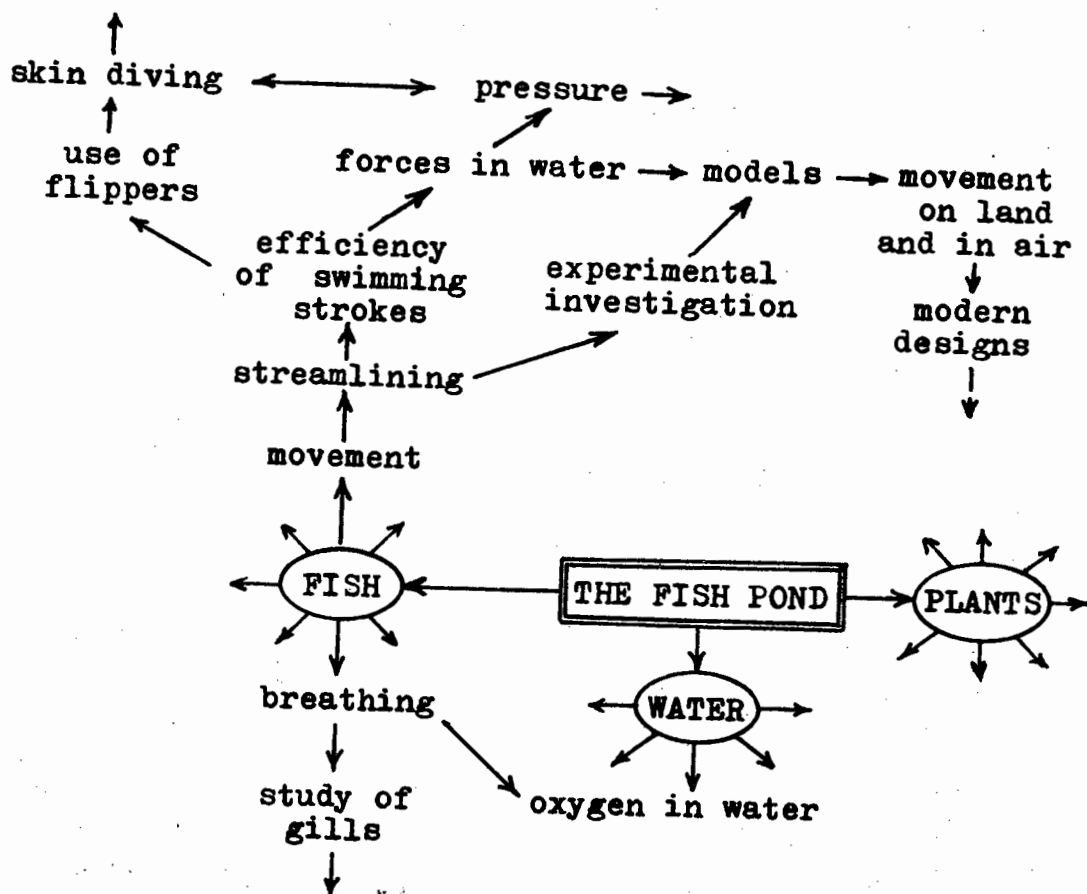 skin diving
pressure
use of
flippers
forces in water
models
movement
on land
and in air
efficiency
of swimming
strokes
experimental
investigation
modern
designs
streamlining
movement
FISH
THE FISH POND
PLANTS
breathing
WATER
study of
gills
oxygen in water